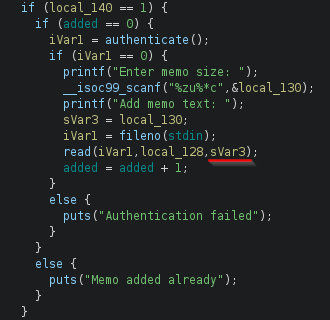 if (local_140 == 1) {
if (added == 0) {
iVar1 = authenticate();
if (iVar1 == 0) {
printf("Enter memo size: ");
__isoc99_scanf("%zu%*c",&local_130);
printf("Add memo text: ");
sVar3 = local_130;
iVar1 = fileno(stdin);
read(iVar1,local_128,sVar3);
added = added + 1;
}
else {
puts("Authentication failed");
}
}
else {
puts("Memo added already");
}
}